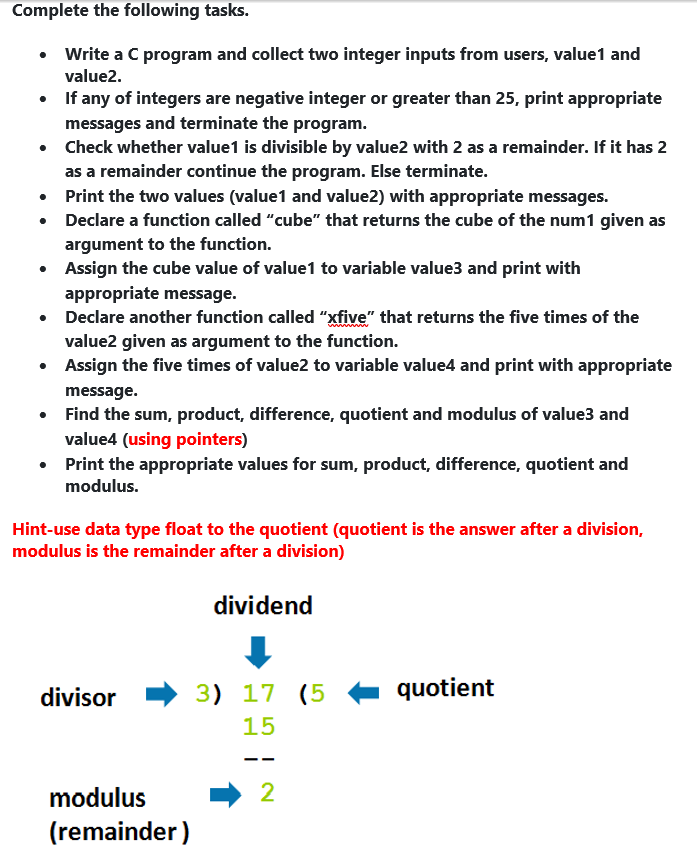 Complete the following tasks.
• Write a C program and collect two integer inputs from users, value1 and
value2.
• If any of integers are negative integer or greater than 25, print appropriate
messages and terminate the program.
• Check whether value1 is divisible by value2 with 2 as a remainder. If it has 2
as a remainder continue the program. Else terminate.
• Print the two values (value1 and value2) with appropriate messages.
• Declare a function called “cube” that returns the cube of the num1 given as
argument to the function.
• Assign the cube value of value1 to variable value3 and print with
appropriate message.
• Declare another function called “xfive” that returns the five times of the
value2 given as argument to the function.
• Assign the five times of value2 to variable value4 and print with appropriate
message.
• Find the sum, product, difference, quotient and modulus of value3 and
value4 (using pointers)
• Print the appropriate values for sum, product, difference, quotient and
modulus.
Hint-use data type float to the quotient (quotient is the answer after a division,
modulus is the remainder after a division)
dividend
divisor 3) 17 (5 quotient
15
--
modulus 2
(remainder)